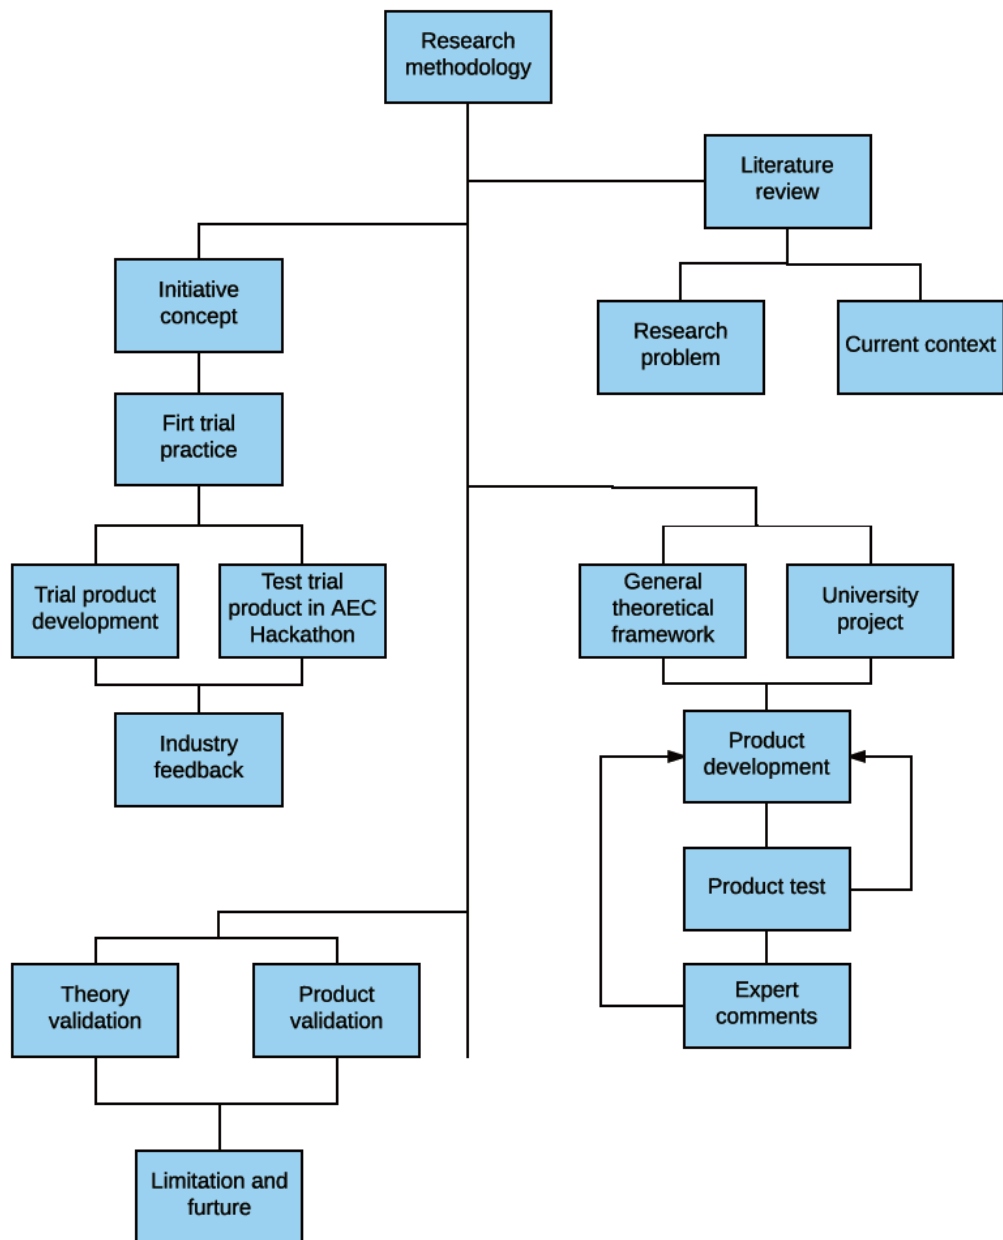 Research
methodology
Literature
review
Initiative
concept
Research
problem
Current context
Firt trial
practice
Trial product
development
Test trial
product in AEC
Hackathon
General
theoretical
framework
University
project
Industry
feedback
Product
development
Product test
Theory
validation
Product
validation
Expert
comments
Limitation and
furture